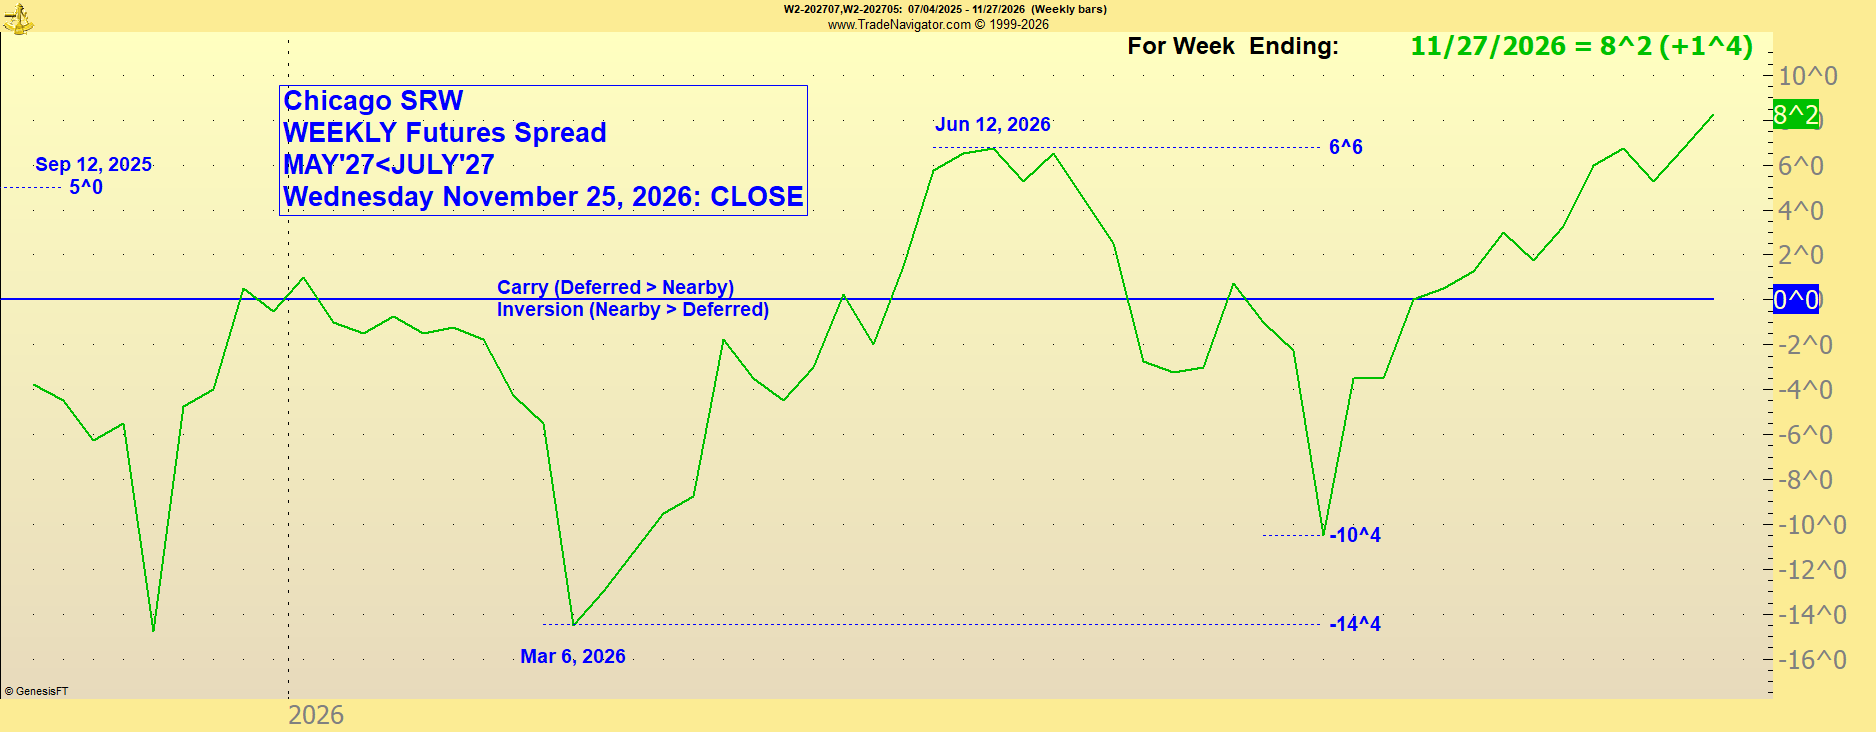 W2-202707,W2-202705: 07/04/2025 - 11/27/2026 (Weekly bars)
www.TradeNavigator.com © 1999-2026
For Week Ending: 11/27/2026 = 8^2 (+1^4)
Chicago SRW
WEEKLY Futures Spread
MAY'27<JULY'27
Wednesday November 25, 2026: CLOSE
Sep 12, 2025
5^0
Jun 12, 2026
6^6
Carry (Deferred > Nearby)
Inversion (Nearby > Deferred)
-10^4
-14^4
Mar 6, 2026
10^0
8^2
6^0
4^0
2^0
0^0
-2^0
-4^0
-6^0
-8^0
-10^0
-12^0
-14^0
-16^0
© GenesisFT
2026